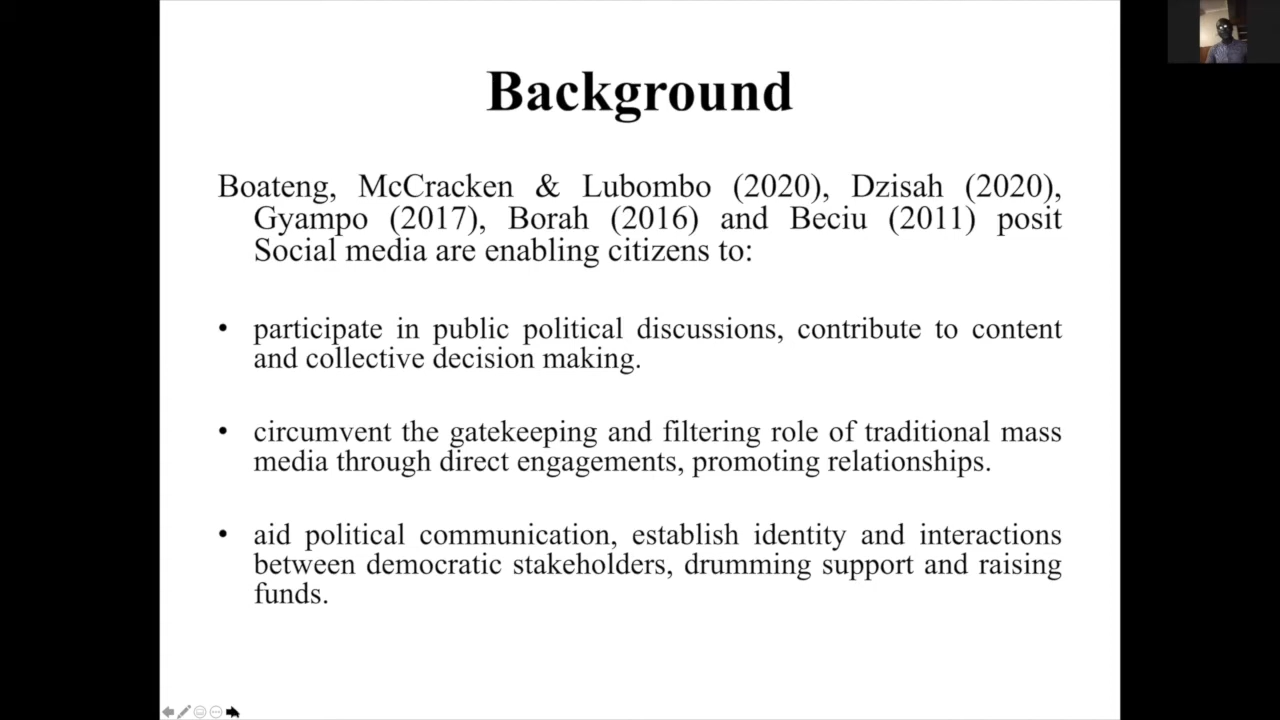 Background
Boateng, McCracken & Lubombo (2020), Dzisah (2020),
Gyampo (2017), Borah (2016) and Beciu (2011) posit
Social media are enabling citizens to:
• participate in public political discussions, contribute to content
and collective decision making.
• circumvent the gatekeeping and filtering role of traditional mass
media through direct engagements, promoting relationships.
• aid political communication, establish identity and interactions
between democratic stakeholders, drumming support and raising
funds.